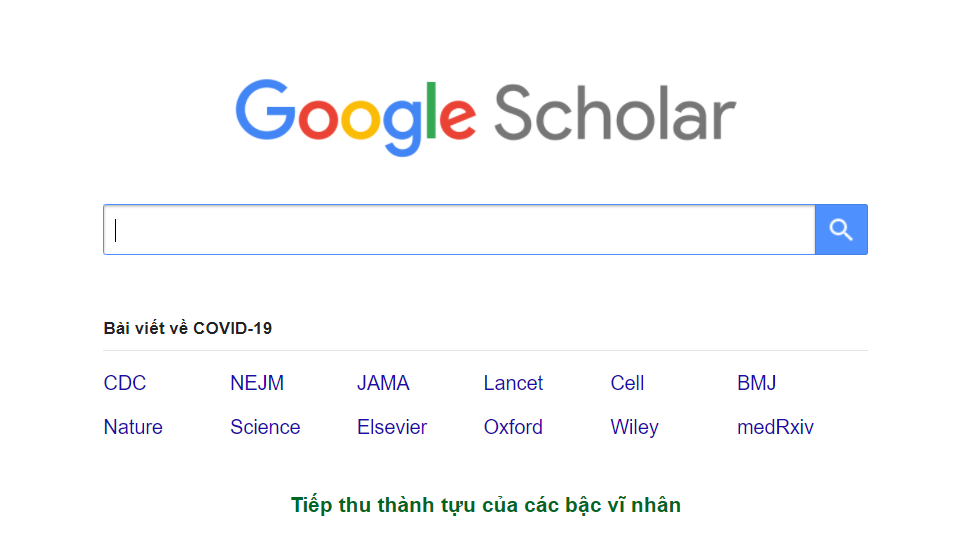 Google Scholar
Bài viết về COVID-19
CDC NEJM JAMA Lancet Cell BMJ
Nature Science Elsevier Oxford Wiley medRxiv
Tiếp thu thành tựu của các bậc vĩ nhân